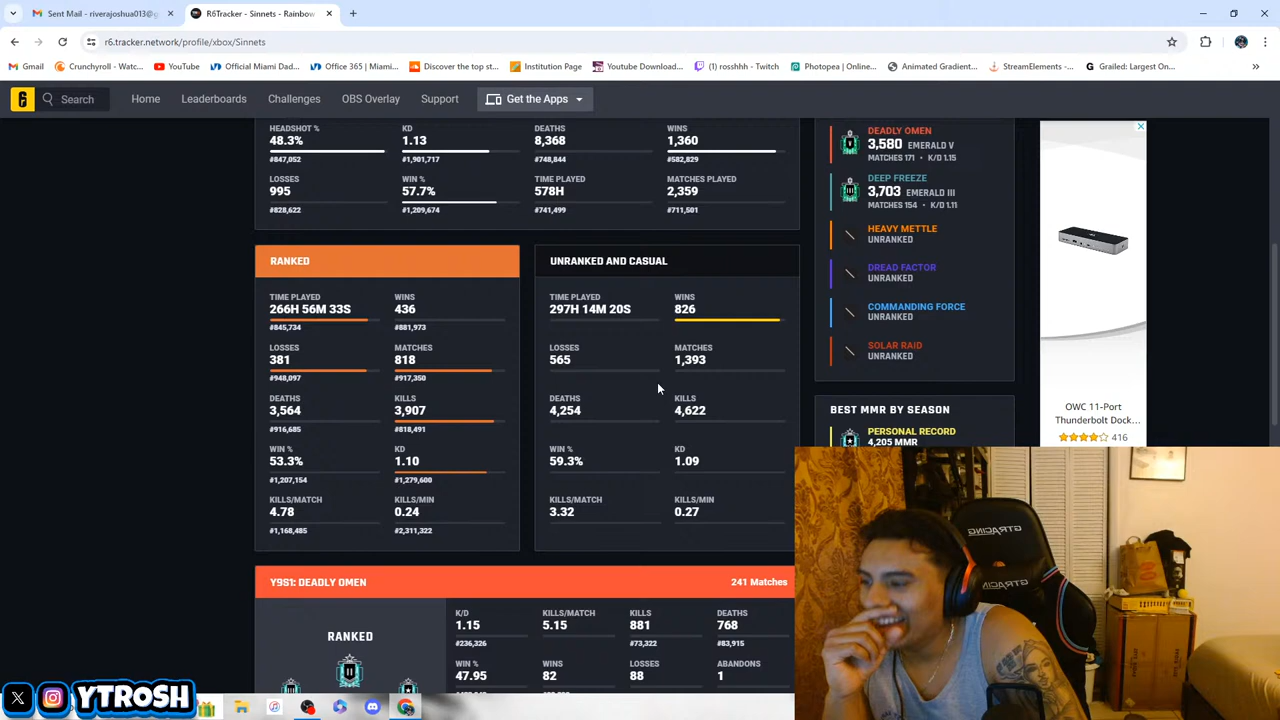 Sent Mail - riverajoshua013@g
R6Tracker - Sinnets - Rainbow
r6.tracker.network/profile/xbox/Sinnets
Gmail
Crunchyroll - Watc...
YouTube
Official Miami Dad...
Office 365 | Miami...
Discover the top st...
Institution Page
Youtube Download...
(1) rosshhh - Twitch
Photopea | Online...
Animated Gradient...
StreamElements -...
Grailed: Largest On...
Search
Home
Leaderboards
Challenges
OBS Overlay
Support
Get the Apps
HEADSHOT %
48.3%
#847,052
KD
1.13
#1,901,717
DEATHS
8,368
#748,844
WINS
1,360
#582,829
LOSSES
995
#828,622
WIN %
57.7%
#1,209,674
TIME PLAYED
578H
#741,499
MATCHES PLAYED
2,359
#711,501
RANKED
TIME PLAYED
266H 56M 33S
#845,734
WINS
436
#881,973
LOSSES
381
#948,097
MATCHES
818
#917,350
DEATHS
3,564
#916,685
KILLS
3,907
#818,491
WIN %
53.3%
#1,207,154
KD
1.10
#1,279,600
KILLS/MATCH
4.78
#1,168,485
KILLS/MIN
0.24
#2,311,322
UNRANKED AND CASUAL
TIME PLAYED
297H 14M 20S
WINS
826
LOSSES
565
MATCHES
1,393
DEATHS
4,254
KILLS
4,622
WIN %
59.3%
KD
1.09
KILLS/MATCH
3.32
KILLS/MIN
0.27
Y9S1: DEADLY OMEN
241 Matches
RANKED
K/D
1.15
#236,326
KILLS/MATCH
5.15
KILLS
881
#73,322
DEATHS
768
#83,915
WIN %
47.95
WINS
82
LOSSES
88
ABANDONS
1
DEADLY OMEN
3,580 EMERALD V
MATCHES 171 • K/D 1.15
DEEP FREEZE
3,703 EMERALD III
MATCHES 154 • K/D 1.11
HEAVY METTLE
UNRANKED
DREAD FACTOR
UNRANKED
COMMANDING FORCE
UNRANKED
SOLAR RAID
UNRANKED
BEST MMR BY SEASON
PERSONAL RECORD
4,205 MMR
OWC 11-Port
Thunderbolt Dock...
416
GTRACING
GTRACING
X
YTROSH